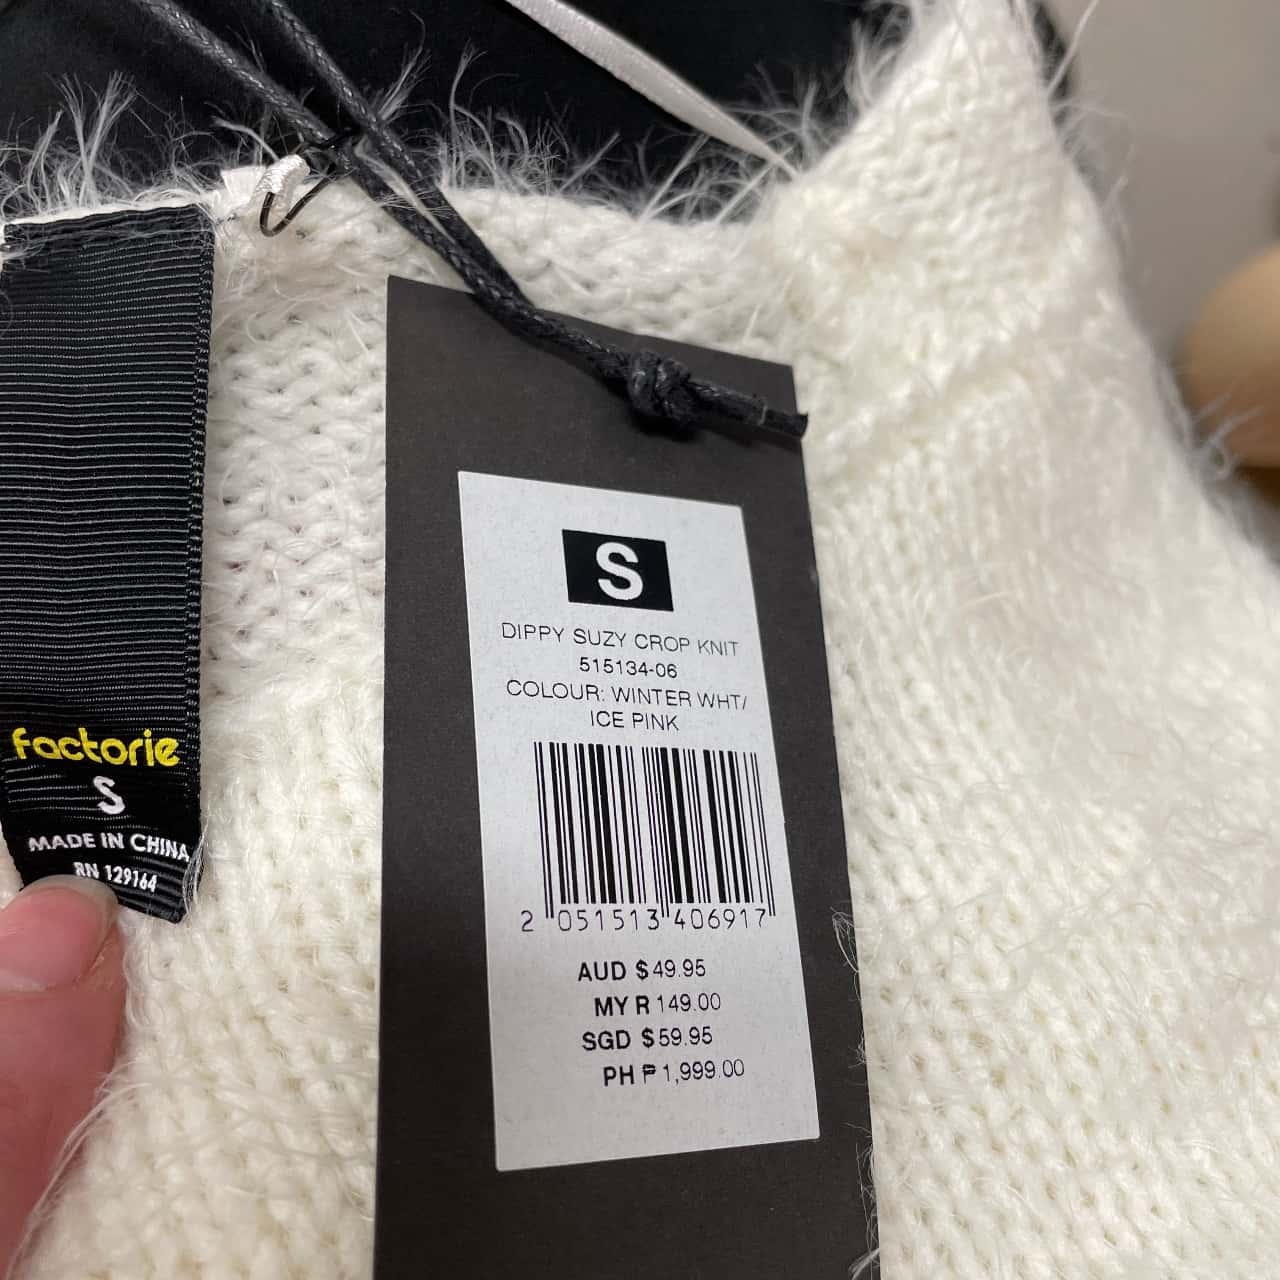 factorie
S
MADE IN CHINA
RN 129164
S
DIPPY SUZY CROP KNIT
515134-06
COLOUR: WINTER WHT/
ICE PINK
2 051513 406917
AUD $49.95
MY R 149.00
SGD $59.95
PH ₱ 1,999.00